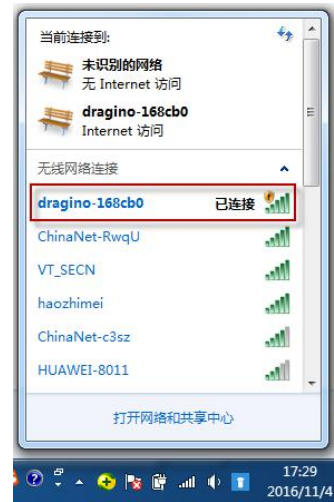 当前连接到:
未识别的网络
无 Internet 访问
dragino-168cb0
Internet 访问
无线网络连接
dragino-168cb0 已连接
ChinaNet-RwqU
VT_SECN
haozhimei
ChinaNet-c3sz
HUAWEI-8011
打开网络和共享中心
17:29
2016/11/4